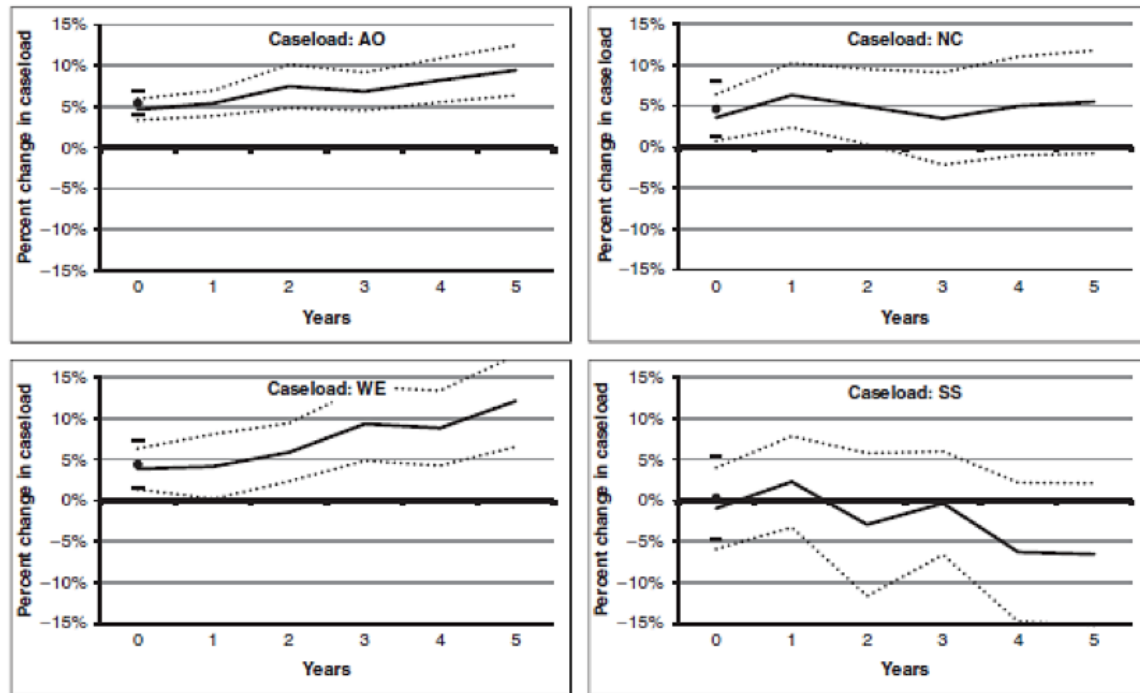 Caseload: AO
Percent change in caseload
15%
10%
5%
0%
−5%
−10%
−15%
0 1 2 3 4 5
Years
Caseload: NC
Percent change in caseload
15%
10%
5%
0%
−5%
−10%
−15%
0 1 2 3 4 5
Years
Caseload: WE
Percent change in caseload
15%
10%
5%
0%
−5%
−10%
−15%
0 1 2 3 4 5
Years
Caseload: SS
Percent change in caseload
15%
10%
5%
0%
−5%
−10%
−15%
0 1 2 3 4 5
Years